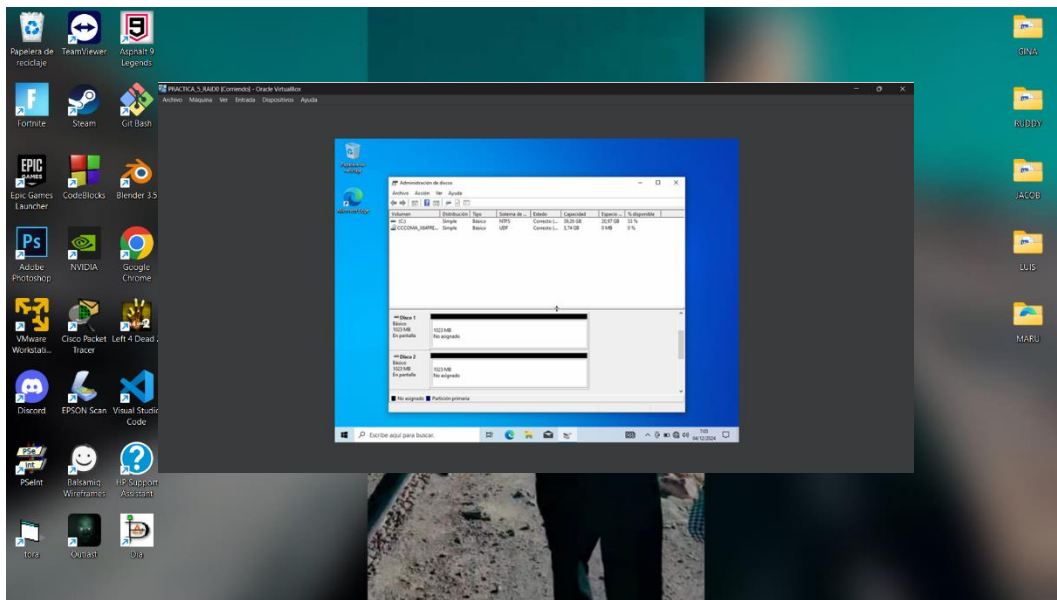 Papelera de
reciclaje
TeamViewer
Asphalt 9
Legends
Fortnite
Steam
Git Bash
EPIC
GAMES
Epic Games
Launcher
CodeBlocks
Blender 3.5
Ps
Adobe
Photoshop
NVIDIA
Google
Chrome
VMware
Workstati...
Cisco Packet
Tracer
Left 4 Dead
Discord
EPSON Scan
Visual Studio
Code
PSeInt
Balsamiq
Wireframes
HP Support
Assistant
tora
Outlast
Dia
GINA
RUDDY
JACOB
LUIS
MARU
PRACTICA_5_RAID0 [Corriendo] - Oracle VirtualBox
Archivo Máquina Ver Entrada Dispositivos Ayuda
Administración de discos
Archivo Acción Ver Ayuda
Volumen Distribución Tipo Sistema de ... Estado Capacidad Espacio ... % disponible
(C:) Simple Básico NTFS Correcto (... 39,26 GB 20,97 GB 53 %
Simple Básico UDF Correcto (... 5,74 GB 0 MB 0 %
Disco 1
Básico
1023 MB
En pantalla
1023 MB
No asignado
Disco 2
Básico
1023 MB
En pantalla
1023 MB
No asignado
No asignado Partición primaria
Escribe aquí para buscar.
04/12/2024